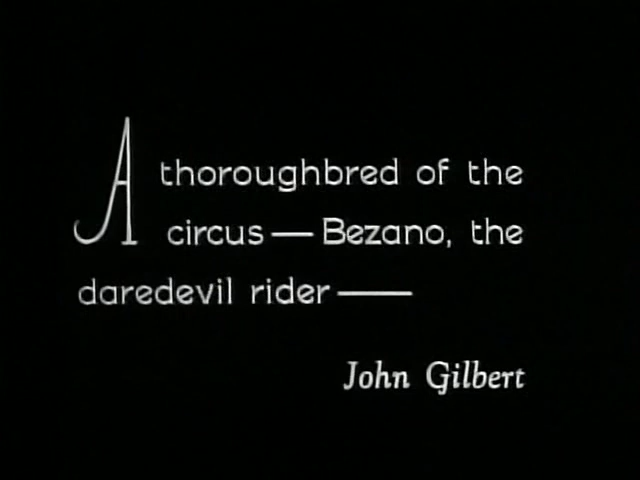 A thoroughbred of the
circus — Bezano, the
daredevil rider ——
John Gilbert